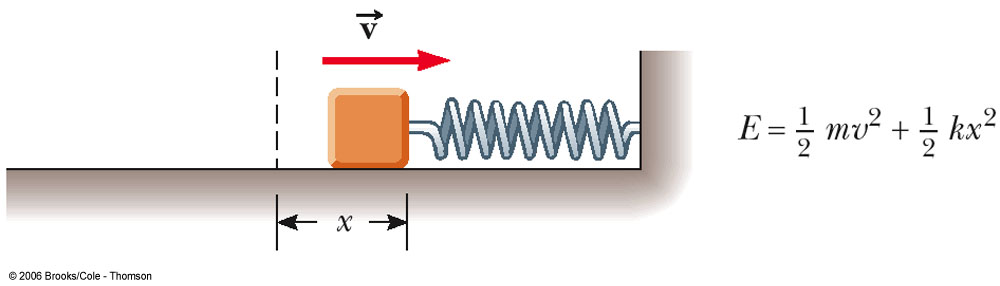 v
E = 1/2 mv² + 1/2 kx²
x
© 2006 Brooks/Cole - Thomson